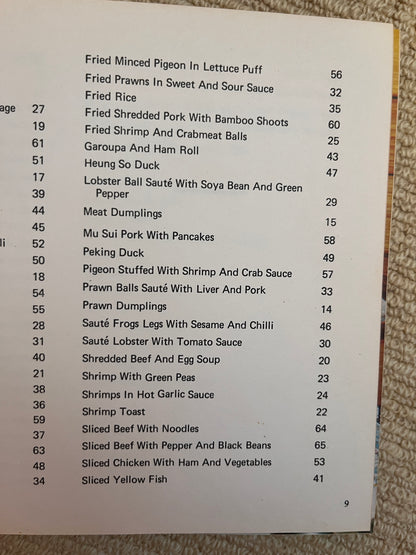 age 27
19
61
51
17
39
44
45
li 52
50
18
54
55
28
31
40
21
38
36
59
37
63
48
34
Fried Minced Pigeon In Lettuce Puff 56
Fried Prawns In Sweet And Sour Sauce 32
Fried Rice 35
Fried Shredded Pork With Bamboo Shoots 60
Fried Shrimp And Crabmeat Balls 25
Garoupa And Ham Roll 43
Heung So Duck 47
Lobster Ball Sauté With Soya Bean And Green
Pepper 29
Meat Dumplings 15
Mu Sui Pork With Pancakes 58
Peking Duck 49
Pigeon Stuffed With Shrimp And Crab Sauce 57
Prawn Balls Sauté With Liver And Pork 33
Prawn Dumplings 14
Sauté Frogs Legs With Sesame And Chilli 46
Sauté Lobster With Tomato Sauce 30
Shredded Beef And Egg Soup 20
Shrimp With Green Peas 23
Shrimps In Hot Garlic Sauce 24
Shrimp Toast 22
Sliced Beef With Noodles 64
Sliced Beef With Pepper And Black Beans 65
Sliced Chicken With Ham And Vegetables 53
Sliced Yellow Fish 41
9